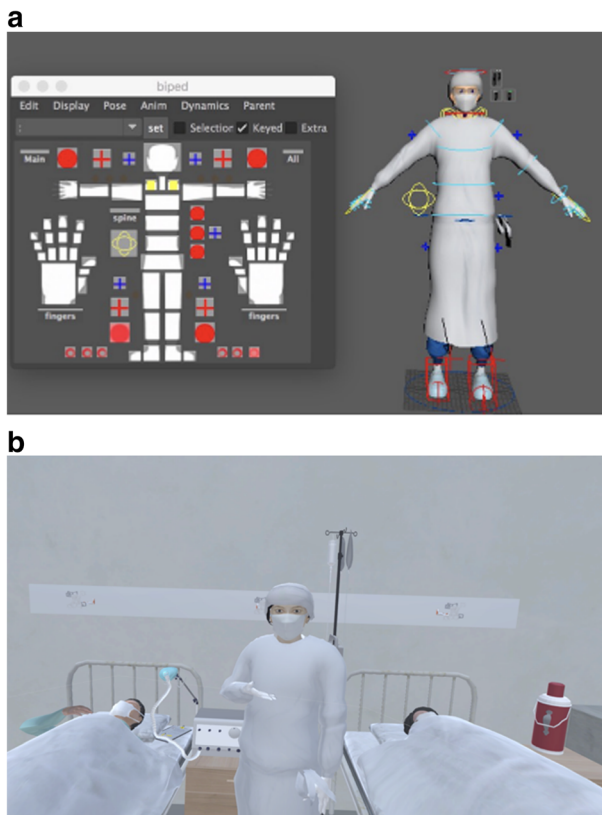 a
biped
Edit Display Pose Anim Dynamics Parent
: set Selection Keyed Extra
Main All
spine
fingers fingers
b